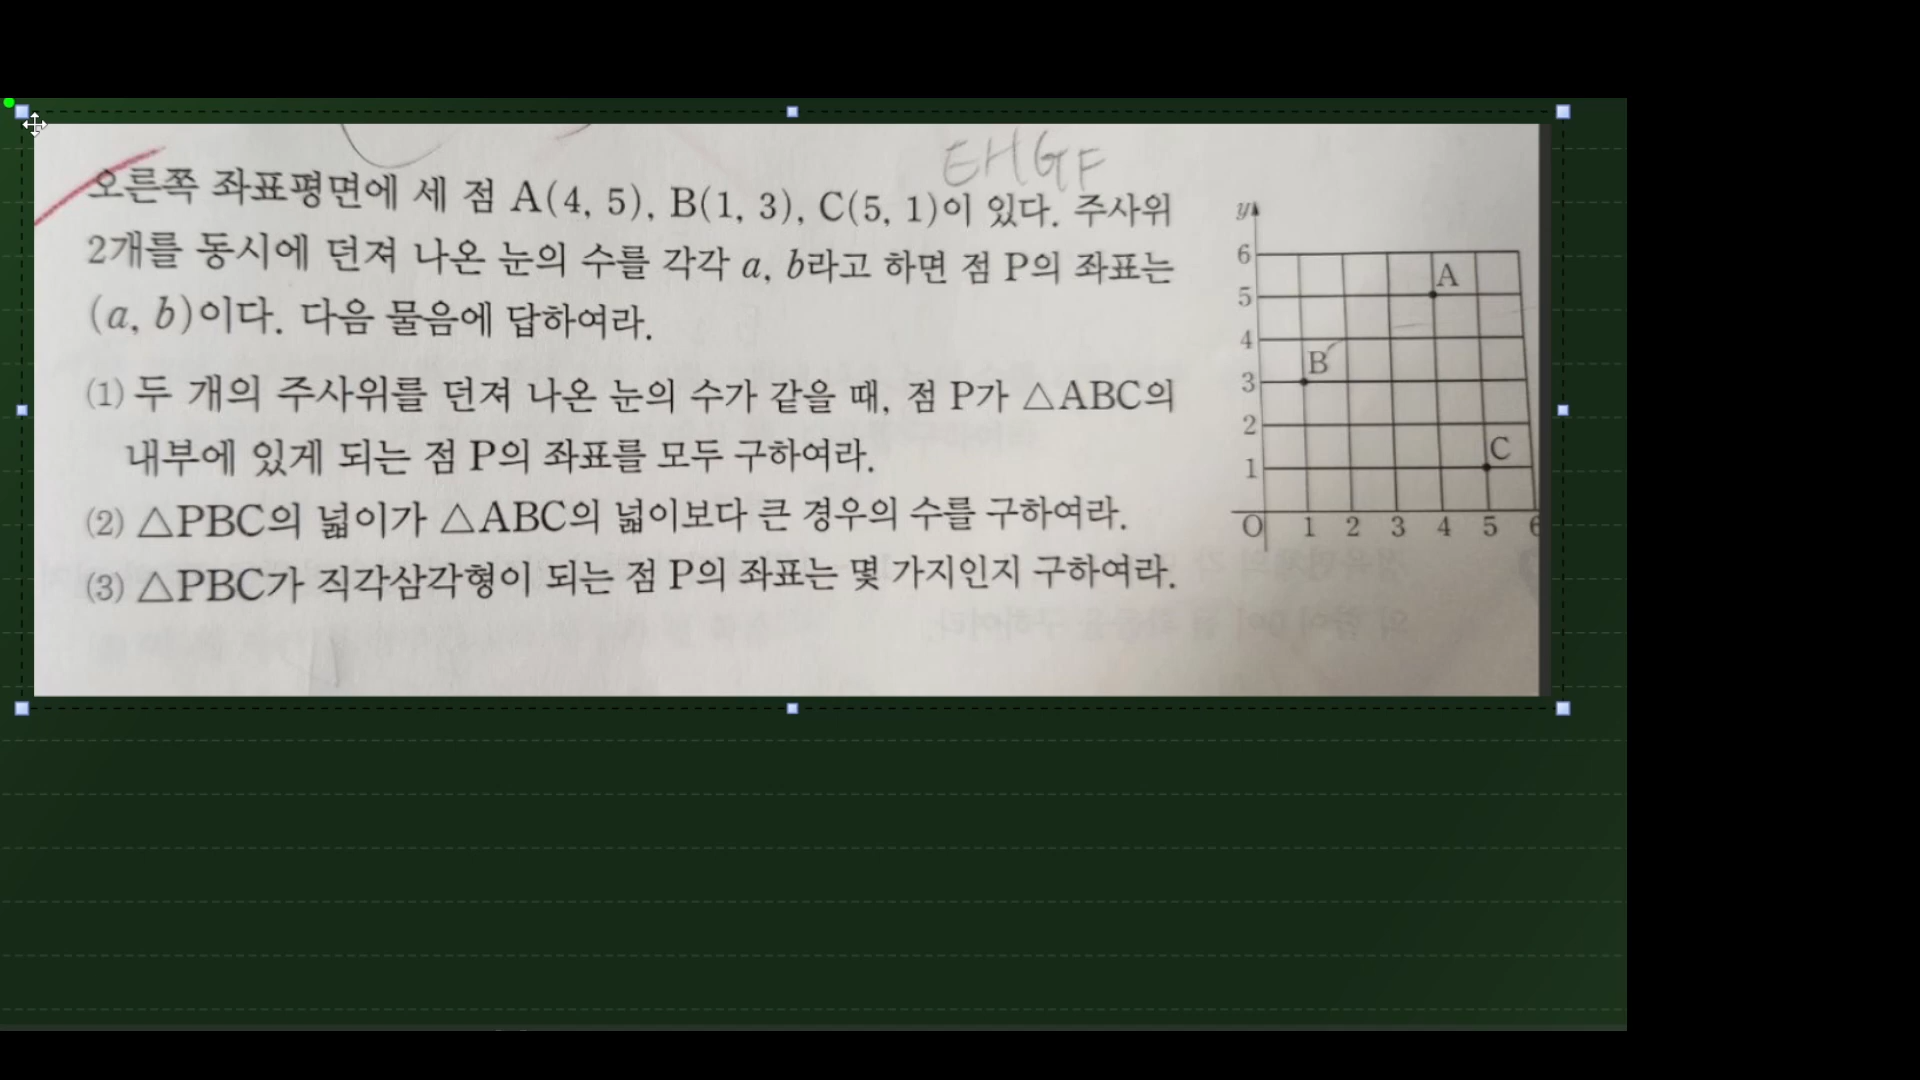 EHGF
오른쪽 좌표평면에 세 점 A(4, 5), B(1, 3), C(5, 1)이 있다. 주사위
2개를 동시에 던져 나온 눈의 수를 각각 a, b라고 하면 점 P의 좌표는
(a, b)이다. 다음 물음에 답하여라.
⑴ 두 개의 주사위를 던져 나온 눈의 수가 같을 때, 점 P가 △ABC의
내부에 있게 되는 점 P의 좌표를 모두 구하여라.
⑵ △PBC의 넓이가 △ABC의 넓이보다 큰 경우의 수를 구하여라.
⑶ △PBC가 직각삼각형이 되는 점 P의 좌표는 몇 가지인지 구하여라.
y
6
A
5
4
B
3
2
C
1
O 1 2 3 4 5 6